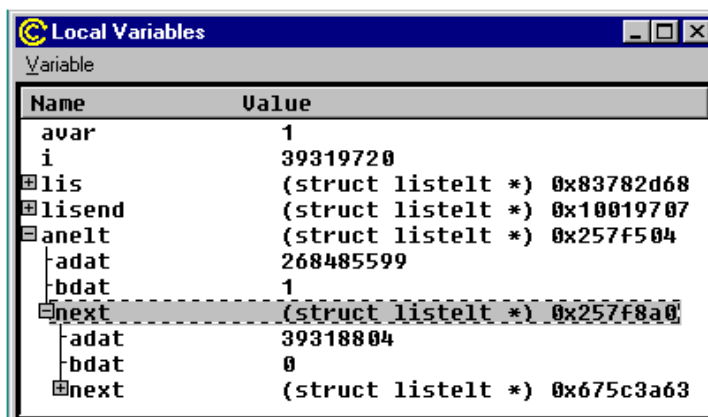 Local Variables
Variable
Name Value
avar 1
i 39319720
lis (struct listelt *) 0x83782d68
lisend (struct listelt *) 0x10019707
anelt (struct listelt *) 0x257f504
adat 268485599
bdat 1
next (struct listelt *) 0x257f8a0
adat 39318804
bdat 0
next (struct listelt *) 0x675c3a63